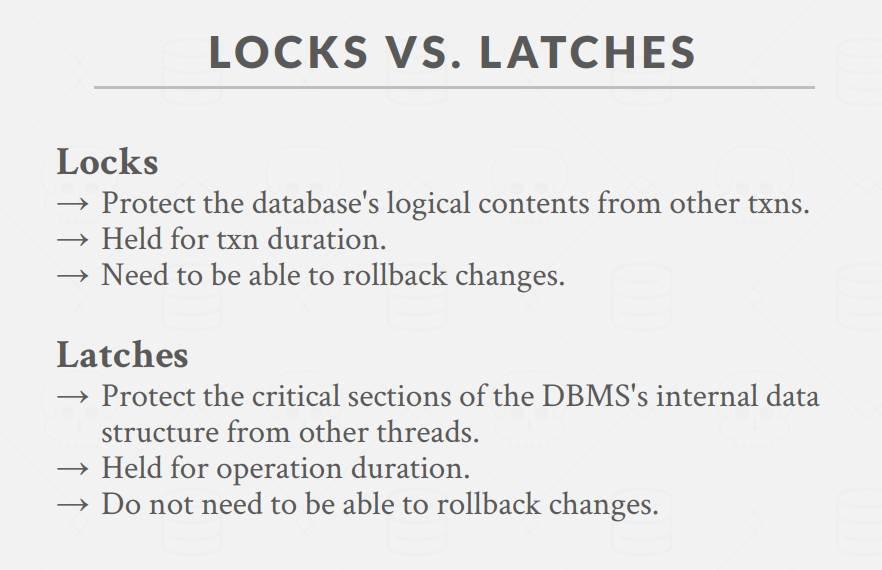 LOCKS VS. LATCHES
Locks
→ Protect the database's logical contents from other txns.
→ Held for txn duration.
→ Need to be able to rollback changes.
Latches
→ Protect the critical sections of the DBMS's internal data
structure from other threads.
→ Held for operation duration.
→ Do not need to be able to rollback changes.